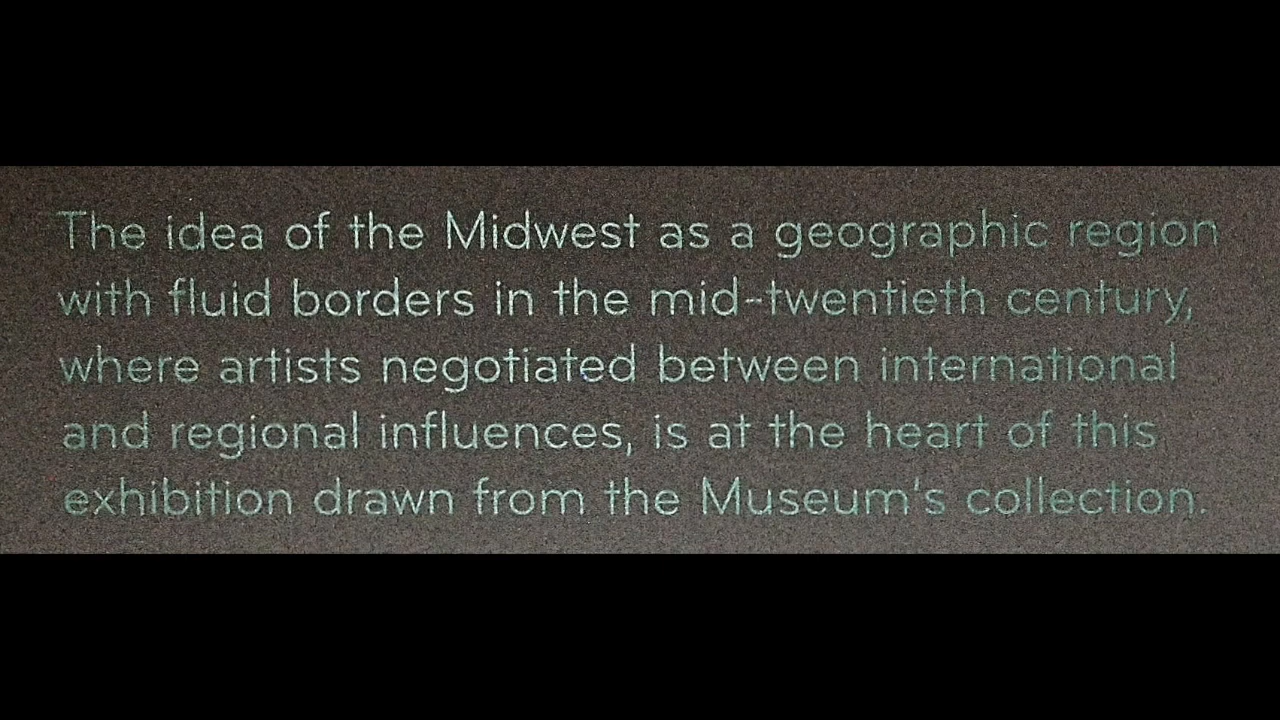 The idea of the Midwest as a geographic region
with fluid borders in the mid-twentieth century,
where artists negotiated between international
and regional influences, is at the heart of this
exhibition drawn from the Museum's collection.